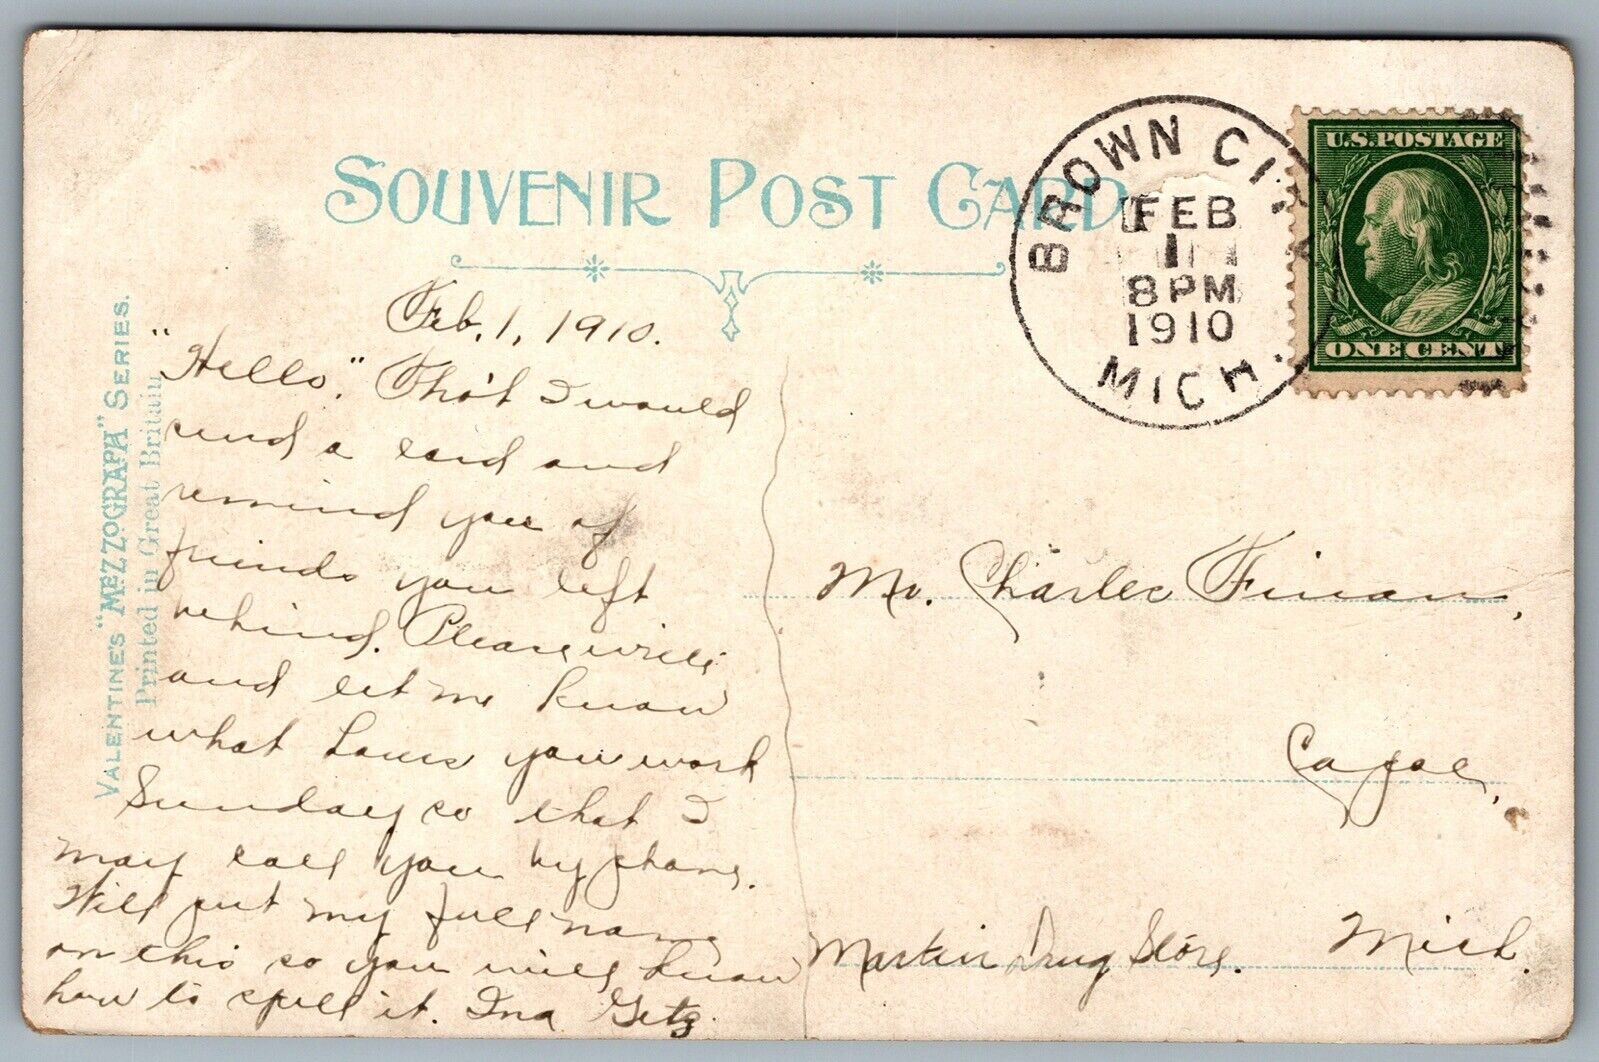 SOUVENIR POST CARD
VALENTINE'S "MEZZOGRAPH" SERIES.
Printed in Great Britain
BROWN CITY
FEB
1
8 PM
1910
MICH.
U.S. POSTAGE
ONE CENT
Feb. 1, 1910.
"Hello". Tho't I would
send a card and
remind you of
friends you left
behind. Please write
and let me know
what hours you work
Sunday so that I
may call you by phone.
Will put my full name
on this so you will know
how to spell it. Ina Getz.
Mr. Charles Finan,
Capac,
Martin Drug Store. Mich.